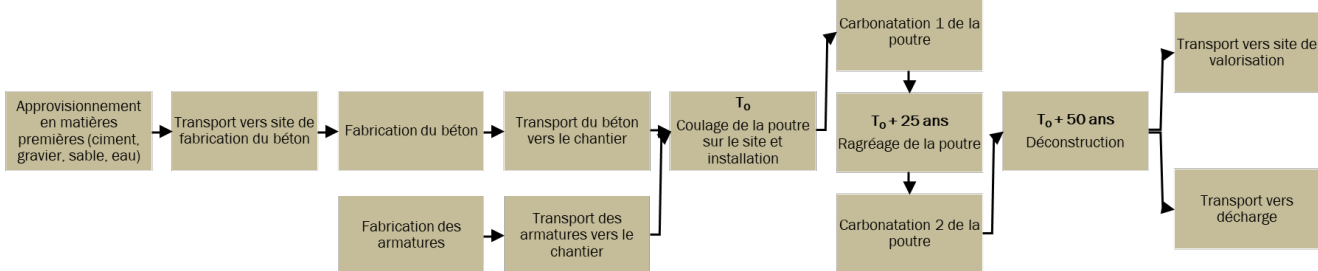 Approvisionnement
en matières
premières (ciment,
gravier, sable, eau)
Transport vers site de
fabrication du béton
Fabrication du béton
Transport du béton
vers le chantier
Fabrication des
armatures
Transport des
armatures vers le
chantier
T₀
Coulage de la poutre
sur le site et
installation
Carbonatation 1 de la
poutre
T₀ + 25 ans
Ragréage de la poutre
Carbonatation 2 de la
poutre
T₀ + 50 ans
Déconstruction
Transport vers site de
valorisation
Transport vers
décharge